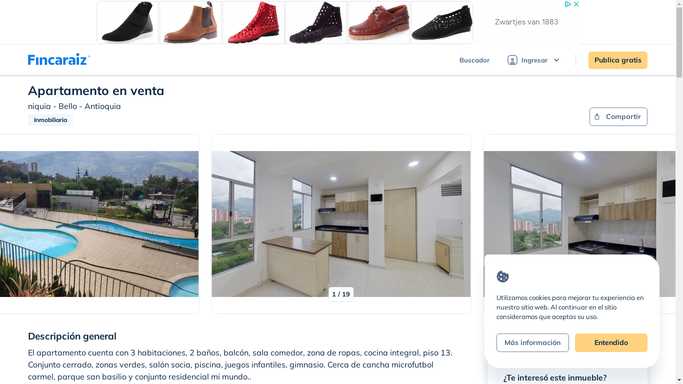 Zwartjes van 1883
Fincaraiz
Buscador
Ingresar
Publica gratis
Apartamento en venta
niquia - Bello - Antioquia
Inmobiliaria
Compartir
1 / 19
Utilizamos cookies para mejorar tu experiencia en
nuestro sitio web. Al continuar en el sitio
consideramos que aceptas su uso.
Más información
Entendido
Descripción general
El apartamento cuenta con 3 habitaciones, 2 baños, balcón, sala comedor, zona de ropas, cocina integral, piso 13.
Conjunto cerrado, zonas verdes, salón socia, piscina, juegos infantiles, gimnasio. Cerca de cancha microfutbol
carmel, parque san basilio y conjunto residencial mi mundo..
¿Te interesó este inmueble?